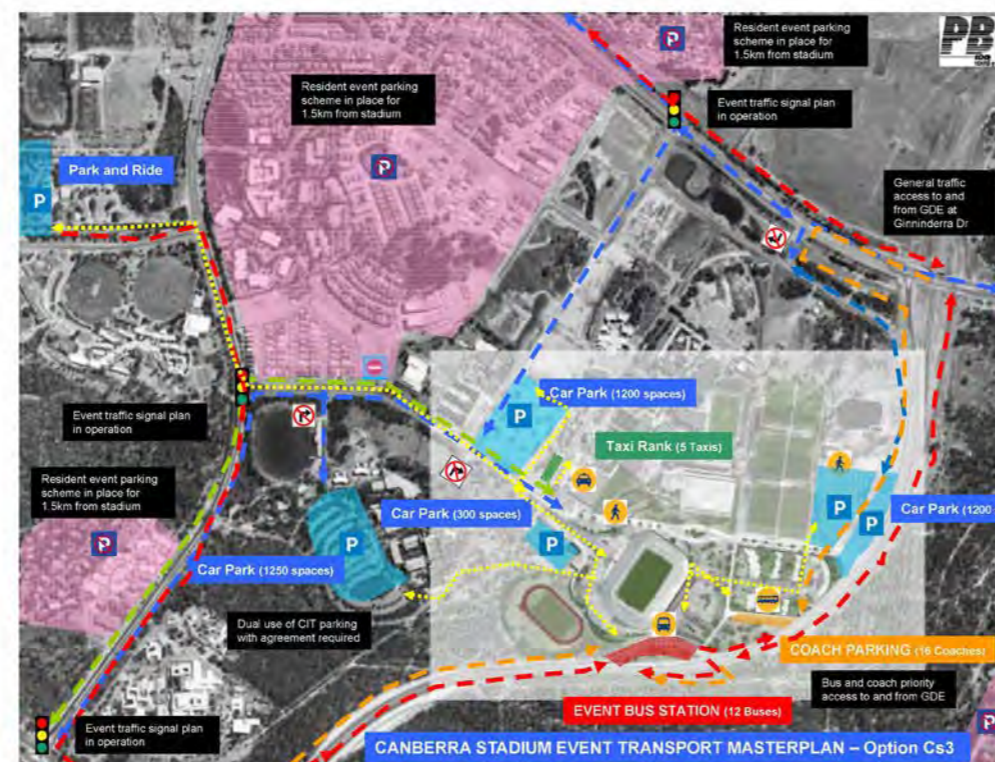 Resident event parking
scheme in place for
1.5km from stadium
PB
Resident event parking
scheme in place for
1.5km from stadium
Event traffic signal plan
in operation
Park and Ride
P
P
P
General traffic
access to and
from GDE at
Ginninderra Dr
Car Park (1200 spaces)
P
Event traffic signal plan
in operation
Taxi Rank (5 Taxis)
Resident event parking
scheme in place for
1.5km from stadium
P
Car Park (300 spaces)
P
P
Car Park (1200
P
P
Car Park (1250 spaces)
Dual use of CIT parking
with agreement required
COACH PARKING (16 Coaches)
Bus and coach priority
access to and from GDE
EVENT BUS STATION (12 Buses)
P
Event traffic signal plan
in operation
CANBERRA STADIUM EVENT TRANSPORT MASTERPLAN – Option Cs3